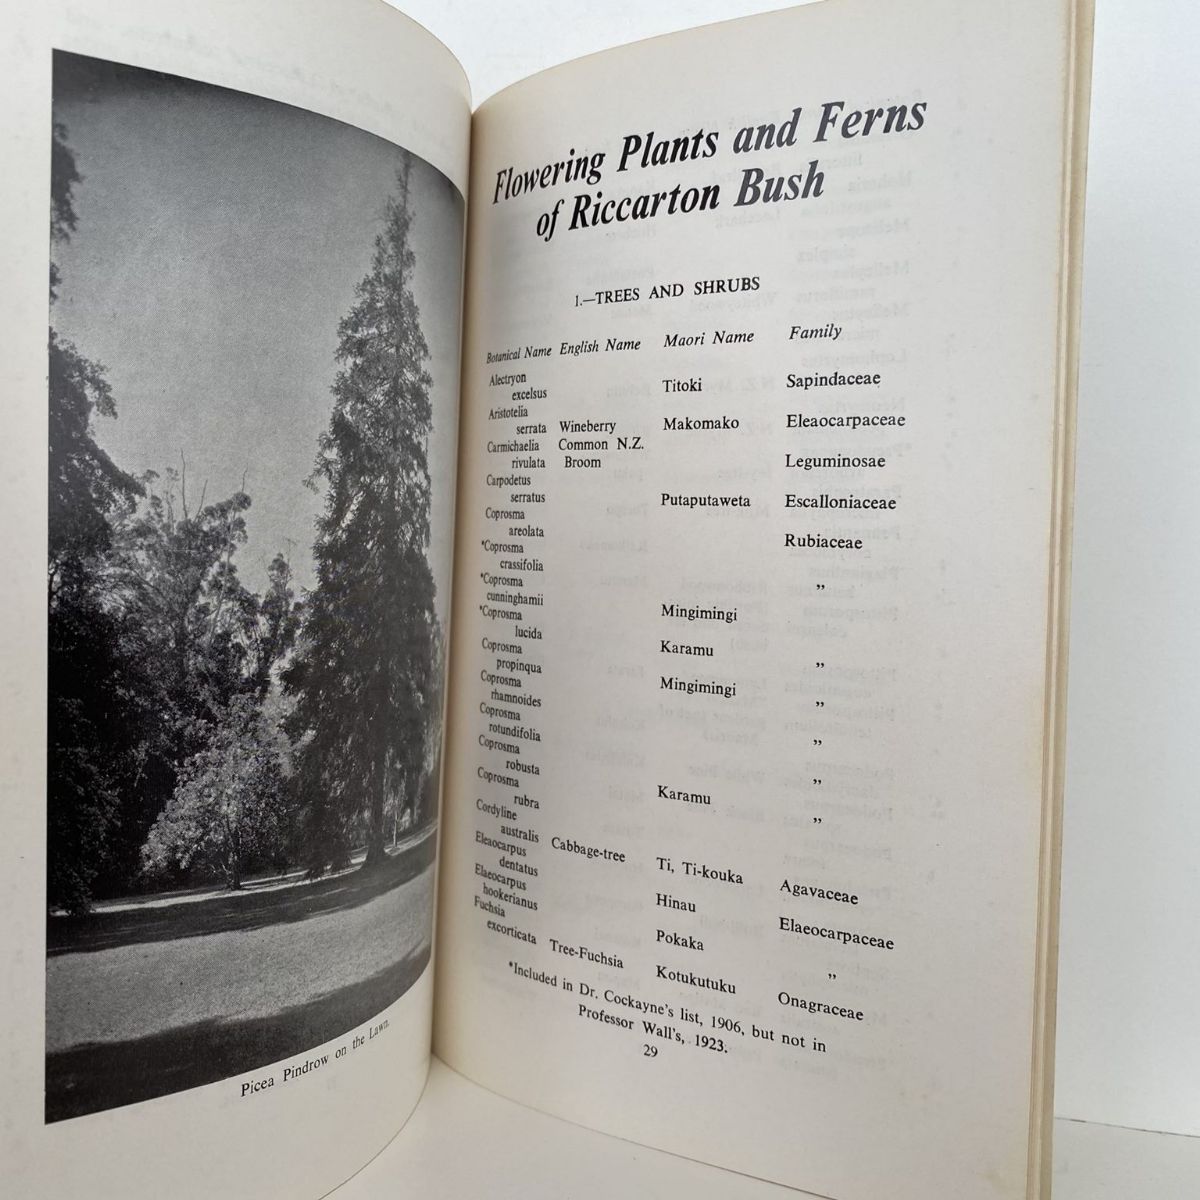 Picea Pindrow on the Lawn.
Flowering Plants and Ferns
of Riccarton Bush
1.—TREES AND SHRUBS
Botanical Name English Name Maori Name Family
Alectryon
excelsus Titoki Sapindaceae
Aristotelia
serrata Wineberry Makomako Eleaocarpaceae
Carmichaelia Common N.Z.
rivulata Broom Leguminosae
Carpodetus
serratus Putaputaweta Escalloniaceae
Coprosma
areolata Rubiaceae
*Coprosma
crassifolia „
*Coprosma
cunninghamii Mingimingi
*Coprosma
lucida Karamu „
Coprosma
propinqua Mingimingi „
Coprosma
rhamnoides „
Coprosma
rotundifolia „
Coprosma
robusta Karamu „
Coprosma
rubra
Cordyline
australis Cabbage-tree Ti, Ti-kouka Agavaceae
Eleaocarpus
dentatus Hinau Elaeocarpaceae
Elaeocarpus
hookerianus Pokaka „
Fuchsia
excorticata Tree-Fuchsia Kotukutuku Onagraceae
*Included in Dr. Cockayne's list, 1906, but not in
Professor Wall's, 1923.
29